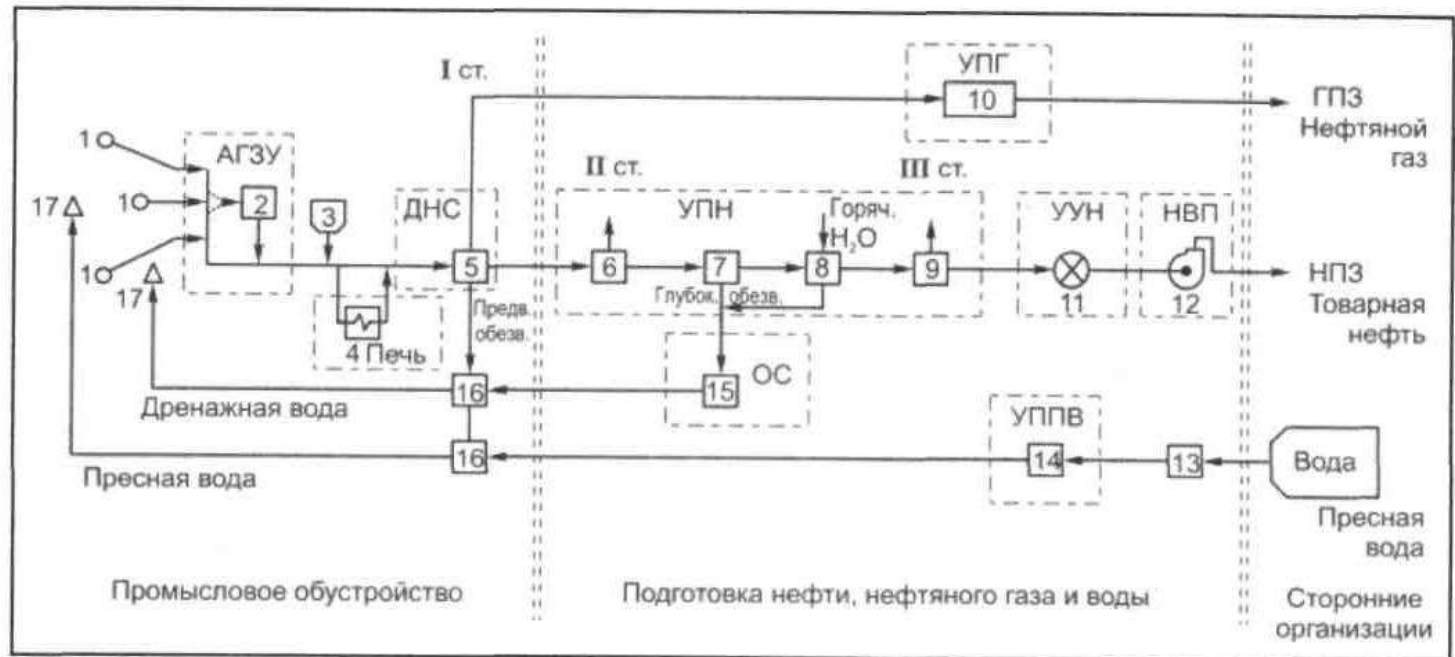 I ст.
УПГ
10
ГПЗ
Нефтяной
газ
1
АГЗУ
II ст.
III ст.
17
1
2
3
ДНС
УПН
Горяч.
H₂O
УУН
НВП
1
17
5
6
7
8
9
11
12
НПЗ
Товарная
нефть
Предв.
обезв.
Глубок. обезв.
4 Печь
16
15
ОС
Дренажная вода
УППВ
16
14
13
Вода
Пресная вода
Пресная
вода
Промысловое обустройство
Подготовка нефти, нефтяного газа и воды
Сторонние
организации